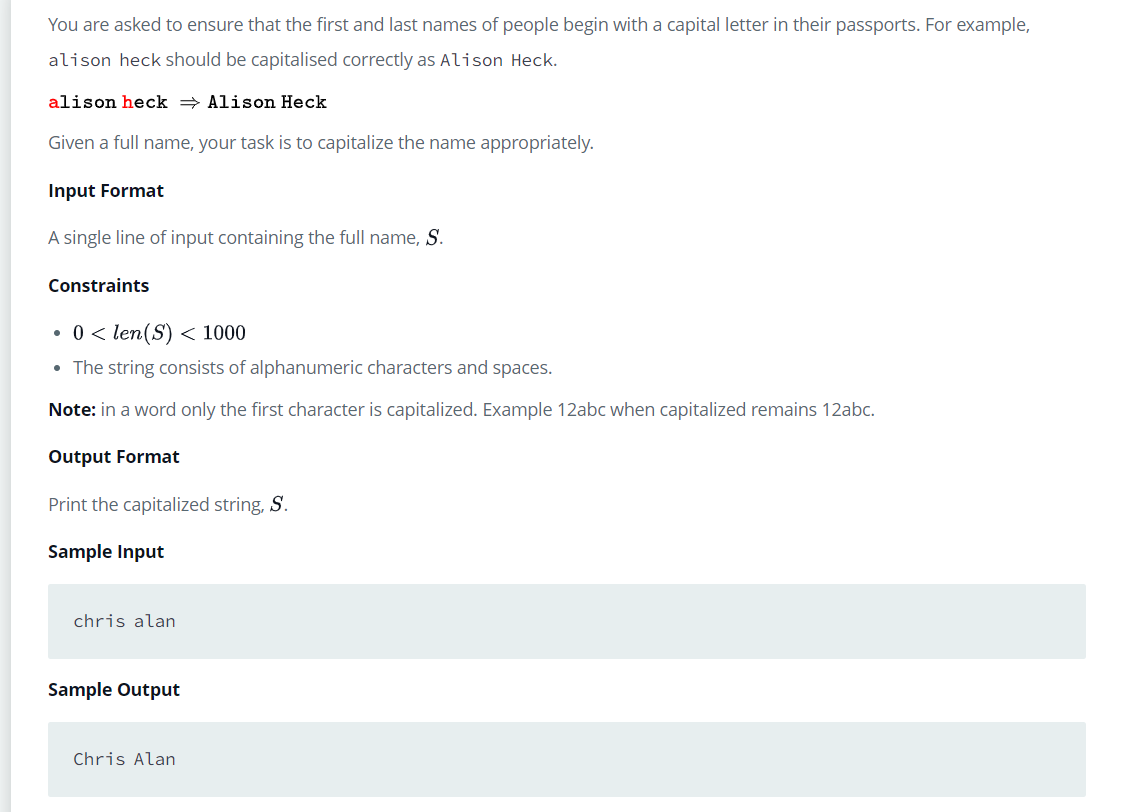 You are asked to ensure that the first and last names of people begin with a capital letter in their passports. For example,
alison heck should be capitalised correctly as Alison Heck.
alison heck ⇒ Alison Heck
Given a full name, your task is to capitalize the name appropriately.
Input Format
A single line of input containing the full name, S.
Constraints
• 0 < len(S) < 1000
• The string consists of alphanumeric characters and spaces.
Note: in a word only the first character is capitalized. Example 12abc when capitalized remains 12abc.
Output Format
Print the capitalized string, S.
Sample Input
chris alan
Sample Output
Chris Alan